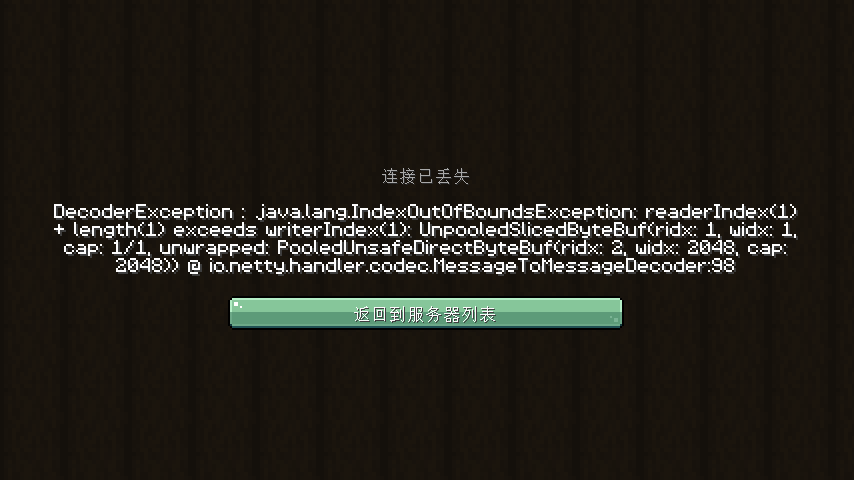 连接已丢失
DecoderException : java.lang.IndexOutOfBoundsException: readerIndex(1)
+ length(1) exceeds writerIndex(1): UnpooledSlicedByteBuf(ridx: 1, widx: 1,
cap: 1/1, unwrapped: PooledUnsafeDirectByteBuf(ridx: 2, widx: 2048, cap:
2048)) @ io.netty.handler.codec.MessageToMessageDecoder:98
返回到服务器列表